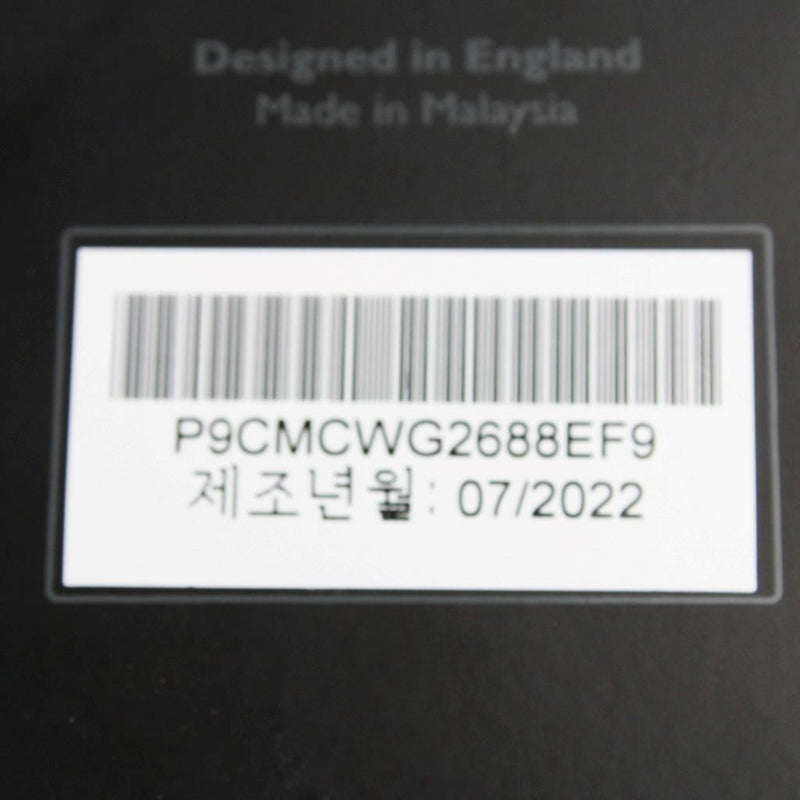 Designed in England
Made in Malaysia
P9CMCWG2688EF9
제조년월: 07/2022